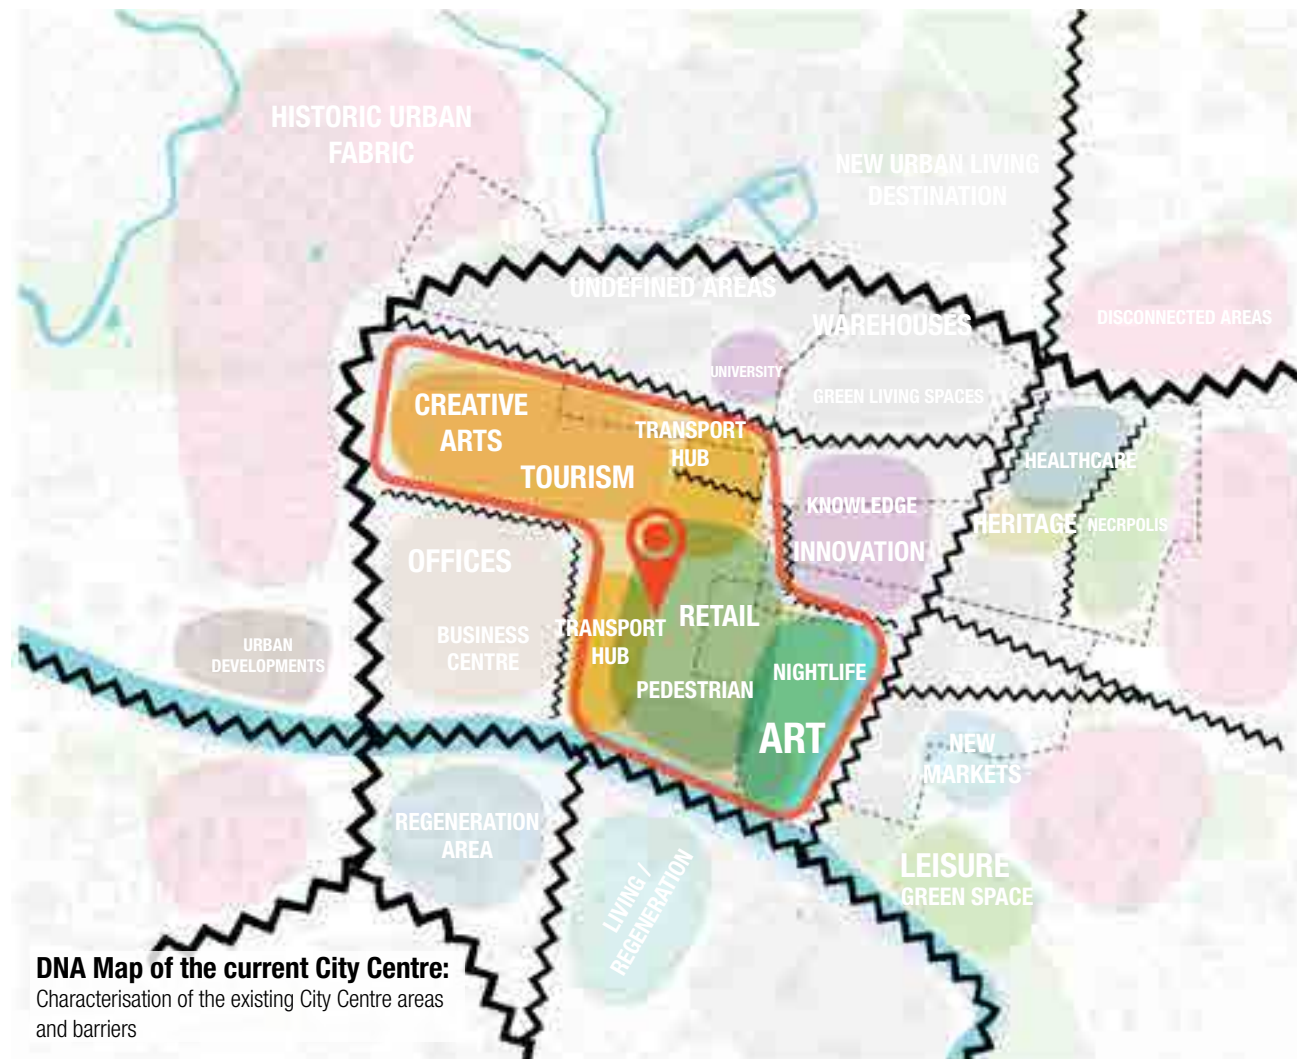 HISTORIC URBAN
FABRIC
NEW URBAN LIVING
DESTINATION
UNDEFINED AREAS
WAREHOUSES
DISCONNECTED AREAS
UNIVERSITY
GREEN LIVING SPACES
CREATIVE
ARTS
TRANSPORT
HUB
TOURISM
HEALTHCARE
KNOWLEDGE
INNOVATION
HERITAGE
NECRPOLIS
OFFICES
BUSINESS
CENTRE
URBAN
DEVELOPMENTS
TRANSPORT
HUB
RETAIL
PEDESTRIAN
NIGHTLIFE
ART
NEW
MARKETS
REGENERATION
AREA
LIVING /
REGENERATION
LEISURE
GREEN SPACE
DNA Map of the current City Centre:
Characterisation of the existing City Centre areas
and barriers